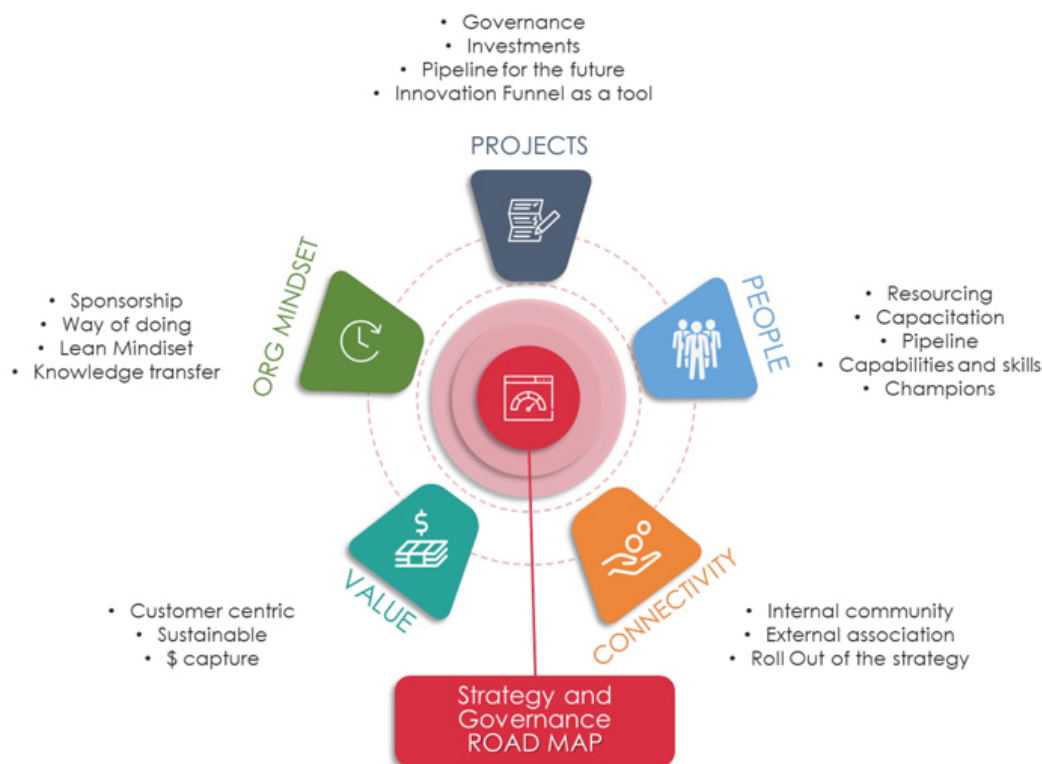 • Governance
• Investments
• Pipeline for the future
• Innovation Funnel as a tool
PROJECTS
ORG MINDSET
• Sponsorship
• Way of doing
• Lean Mindiset
• Knowledge transfer
PEOPLE
• Resourcing
• Capacitation
• Pipeline
• Capabilities and skills
• Champions
$
VALUE
• Customer centric
• Sustainable
• $ capture
CONNECTIVITY
• Internal community
• External association
• Roll Out of the strategy
Strategy and
Governance
ROAD MAP